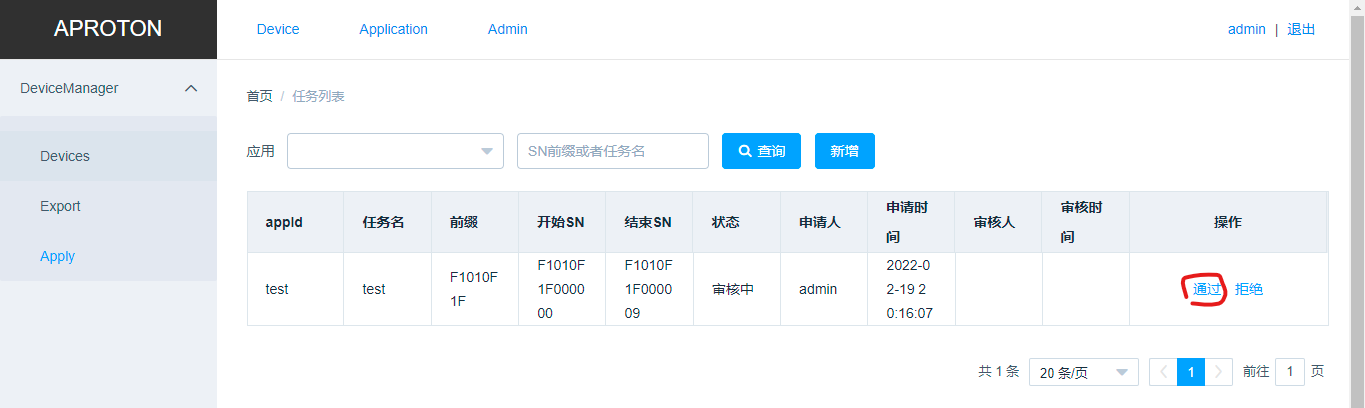 APROTON
Device Application Admin
admin | 退出
DeviceManager
Devices
Export
Apply
首页 / 任务列表
应用
SN前缀或者任务名
查询
新增
appId 任务名 前缀 开始SN 结束SN 状态 申请人 申请时间 审核人 审核时间 操作
test test F1010F1F F1010F1F000000 F1010F1F000009 审核中 admin 2022-02-19 20:16:07 通过 拒绝
共 1 条 20 条/页 1 前往 1 页